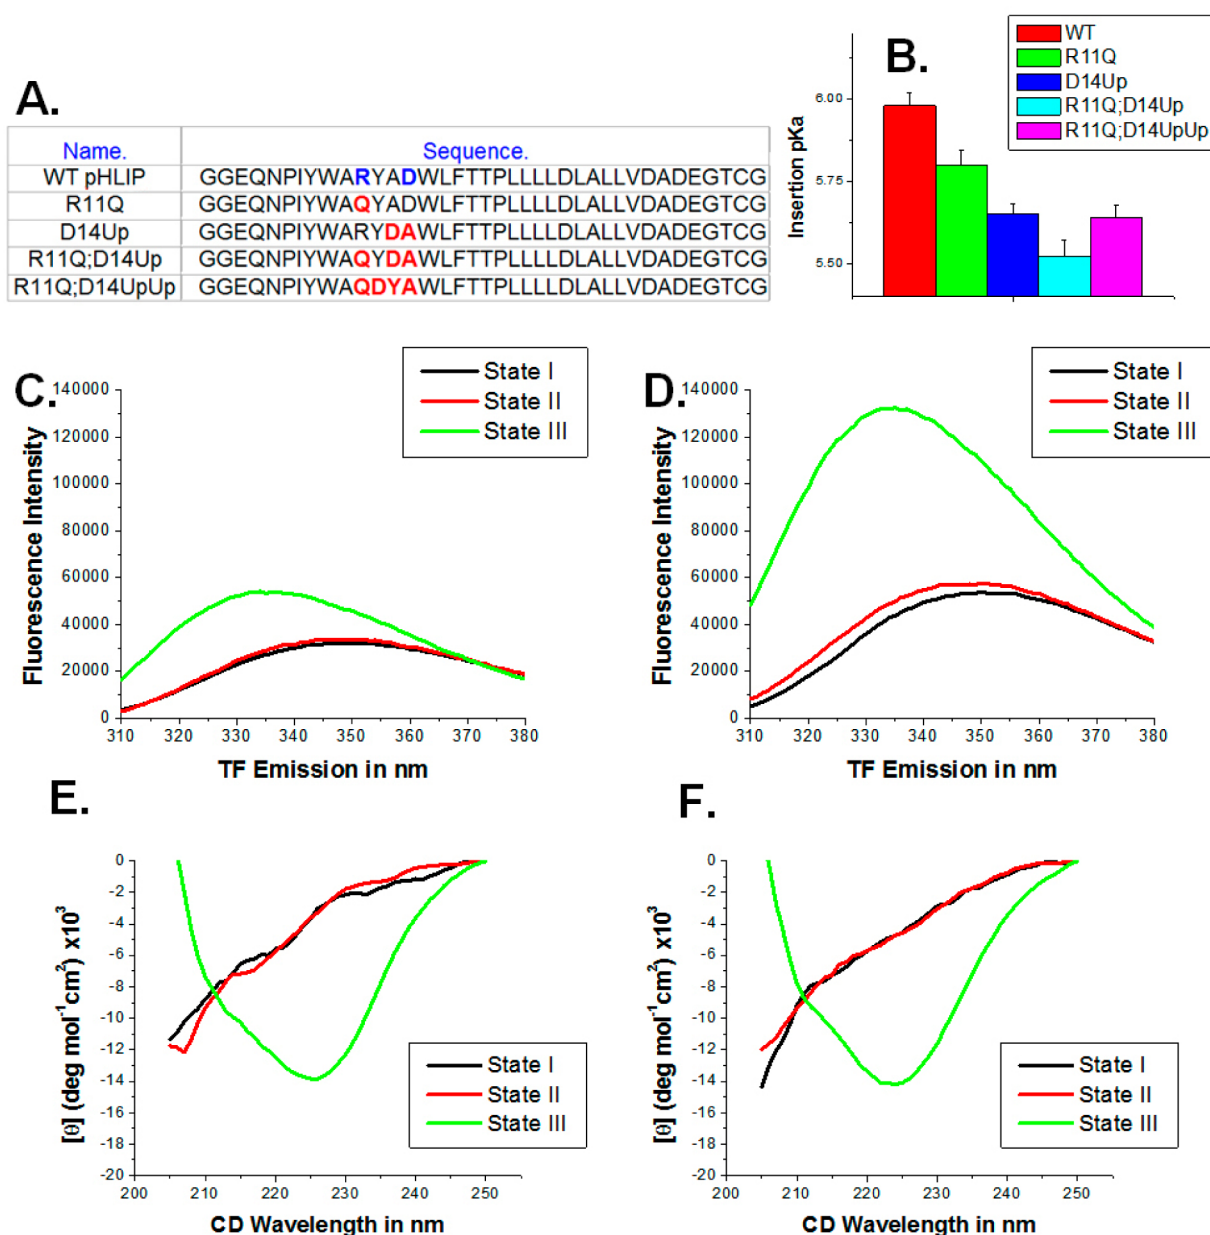 A.
Name. Sequence.
WT pHLIP GGEQNPIYWARYADWLFTTPLLLLDLALLVDADEGTCG
R11Q GGEQNPIYWAQYADWLFTTPLLLLDLALLVDADEGTCG
D14Up GGEQNPIYWARYDAWLFTTPLLLLDLALLVDADEGTCG
R11Q;D14Up GGEQNPIYWAQYDAWLFTTPLLLLDLALLVDADEGTCG
R11Q;D14UpUp GGEQNPIYWAQDYAWLFTTPLLLLDLALLVDADEGTCG
B.
WT
R11Q
D14Up
R11Q;D14Up
R11Q;D14UpUp
Insertion pKa
6.00
5.75
5.50
C.
State I
State II
State III
Fluorescence Intensity
140000
120000
100000
80000
60000
40000
20000
0
310 320 330 340 350 360 370 380
TF Emission in nm
D.
State I
State II
State III
Fluorescence Intensity
140000
120000
100000
80000
60000
40000
20000
0
310 320 330 340 350 360 370 380
TF Emission in nm
E.
[θ] (deg mol⁻¹cm²) x10³
0
-2
-4
-6
-8
-10
-12
-14
-16
-18
-20
State I
State II
State III
200 210 220 230 240 250
CD Wavelength in nm
F.
[θ] (deg mol⁻¹cm²) x10³
0
-2
-4
-6
-8
-10
-12
-14
-16
-18
-20
State I
State II
State III
200 210 220 230 240 250
CD Wavelength in nm